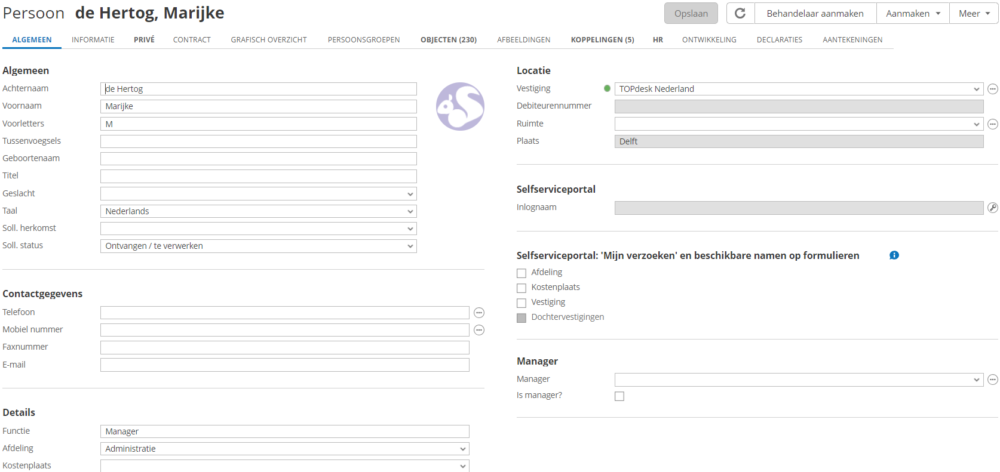 Persoon de Hertog, Marijke
Opslaan Behandelaar aanmaken Aanmaken Meer
ALGEMEEN INFORMATIE PRIVÉ CONTRACT GRAFISCH OVERZICHT PERSOONSGROEPEN OBJECTEN (230) AFBEELDINGEN KOPPELINGEN (5) HR ONTWIKKELING DECLARATIES AANTEKENINGEN
Algemeen
Achternaam de Hertog
Voornaam Marijke
Voorletters M
Tussenvoegsels
Geboortenaam
Titel
Geslacht
Taal Nederlands
Soll. herkomst
Soll. status Ontvangen / te verwerken
Contactgegevens
Telefoon
Mobiel nummer
Faxnummer
E-mail
Details
Functie Manager
Afdeling Administratie
Kostenplaats
Locatie
Vestiging TOPdesk Nederland
Debiteurennummer
Ruimte
Plaats Delft
Selfserviceportal
Inlognaam
Selfserviceportal: 'Mijn verzoeken' en beschikbare namen op formulieren
Afdeling
Kostenplaats
Vestiging
Dochtervestigingen
Manager
Manager
Is manager?